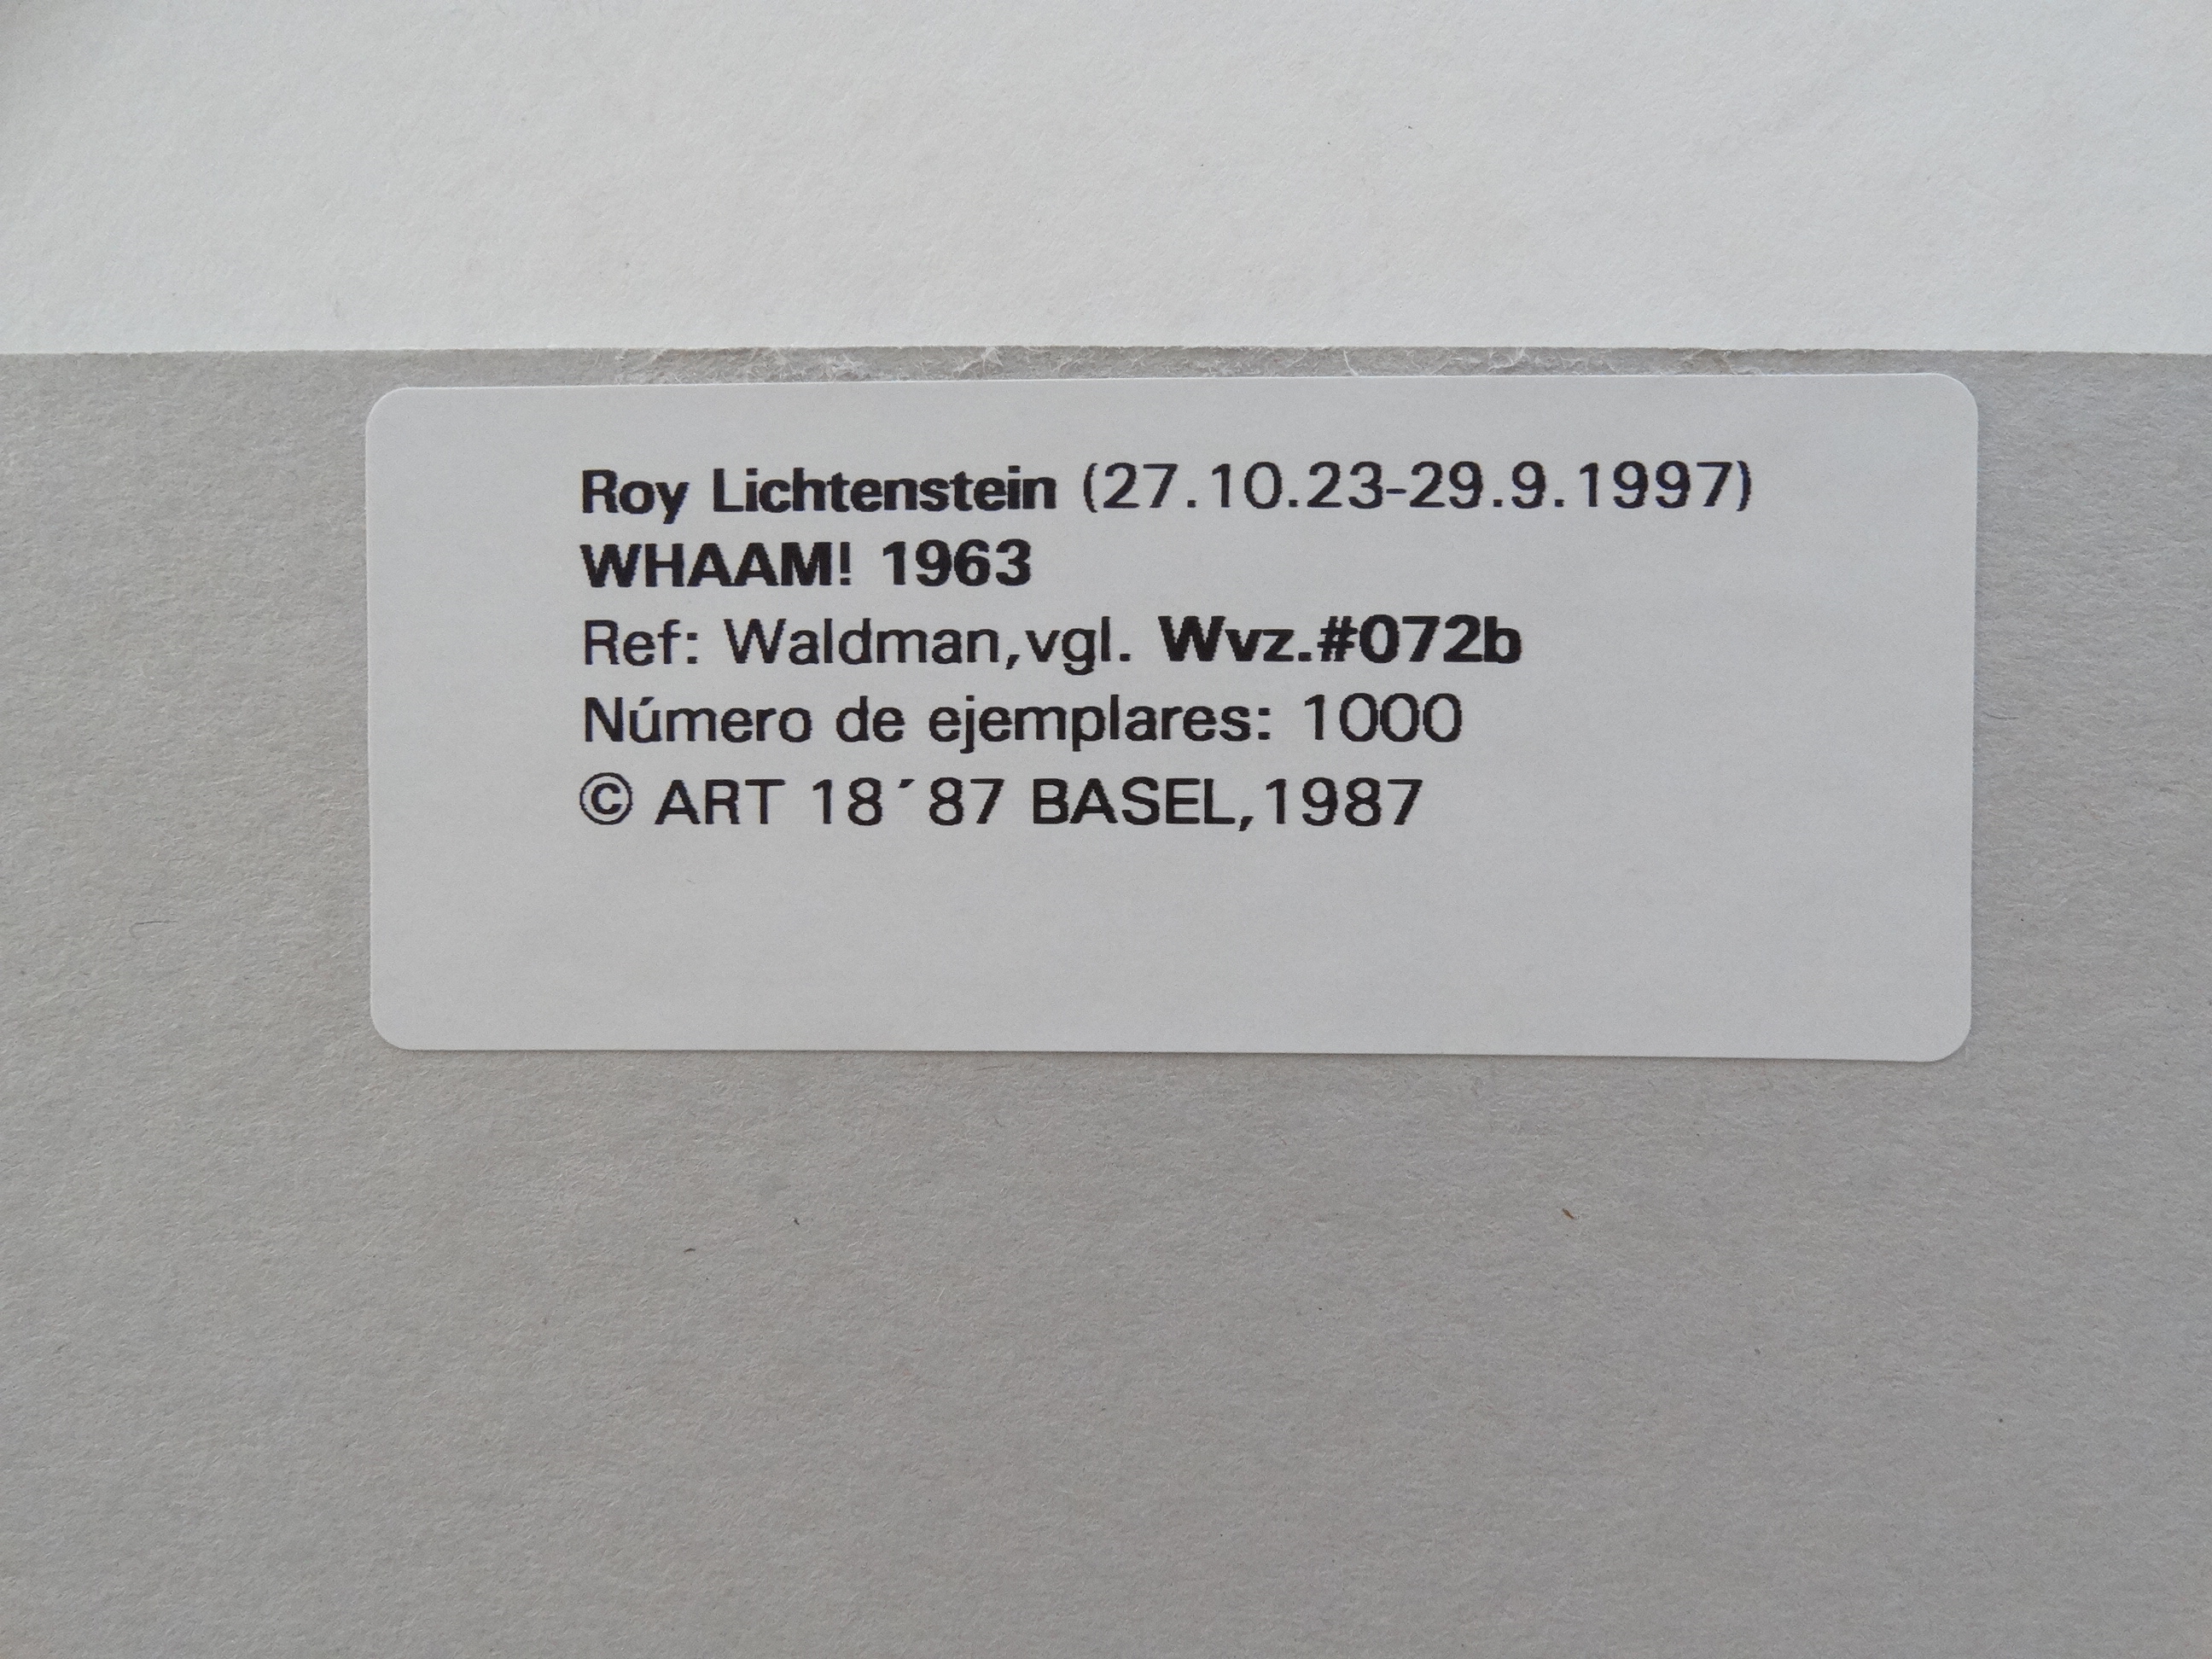 Roy Lichtenstein (27.10.23-29.9.1997)
WHAAM! 1963
Ref: Waldman,vgl. Wvz.#072b
Número de ejemplares: 1000
© ART 18´87 BASEL,1987